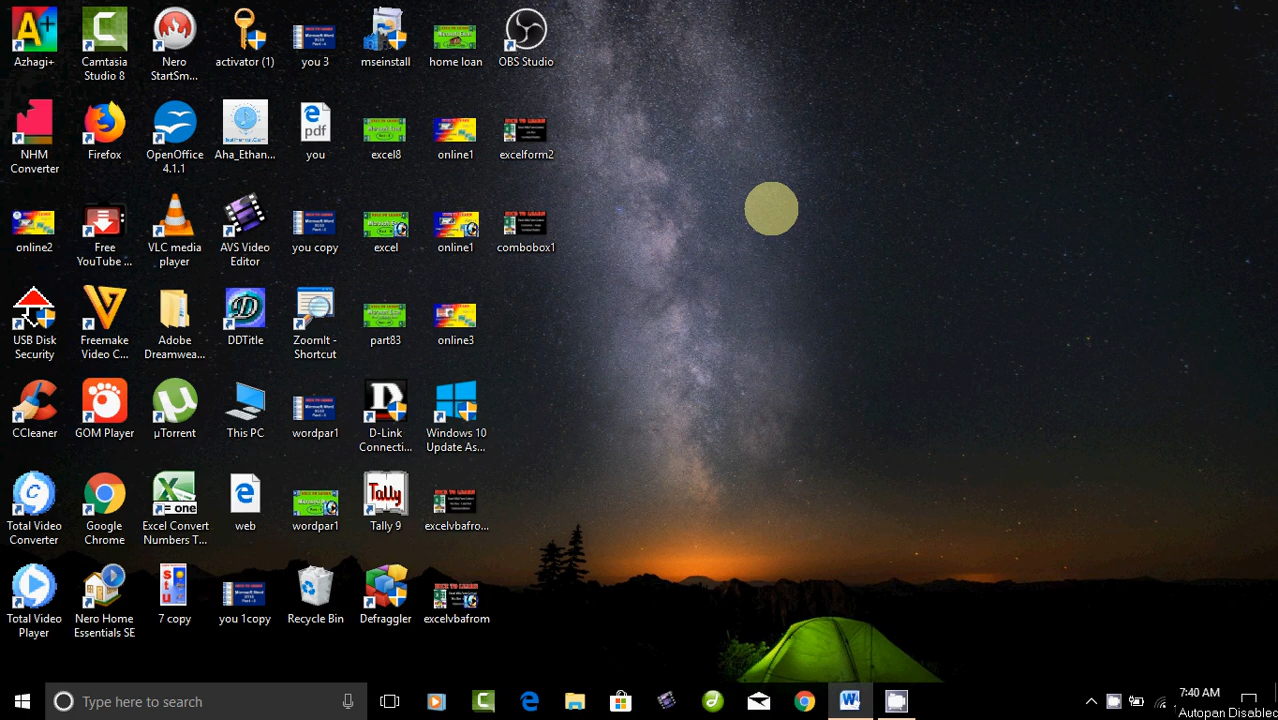 Azhagi+
Camtasia Studio 8
Nero StartSm...
activator (1)
you 3
mseinstall
home loan
OBS Studio
NHM Converter
Firefox
OpenOffice 4.1.1
Aha_Ethan...
you
excel8
online1
excelform2
online2
Free YouTube ...
VLC media player
AVS Video Editor
you copy
excel
online1
combobox1
USB Disk Security
Freemake Video C...
Adobe Dreamwea...
DDTitle
ZoomIt - Shortcut
part83
online3
CCleaner
GOM Player
µTorrent
This PC
wordpar1
D-Link Connecti...
Windows 10 Update As...
Total Video Converter
Google Chrome
Excel Convert Numbers T...
web
wordpar1
Tally 9
excelvbafro...
Total Video Player
Nero Home Essentials SE
7 copy
you 1copy
Recycle Bin
Defraggler
excelvbafrom
Type here to search
7:40 AM
Autopan Disabled